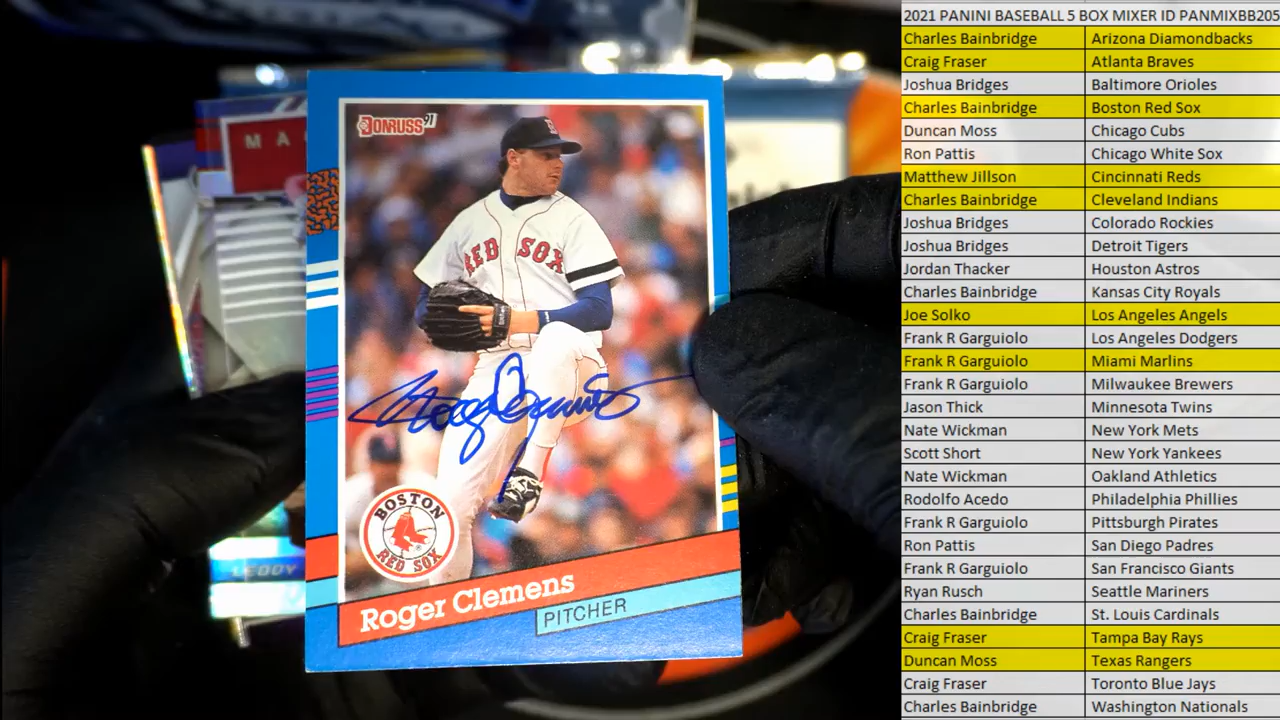 DONRUSS '91
MA
RED SOX
Roger Clemens
BOSTON
RED SOX
Roger Clemens
PITCHER
LEDDY
2021 PANINI BASEBALL 5 BOX MIXER ID PANMIXBB205
Charles Bainbridge Arizona Diamondbacks
Craig Fraser Atlanta Braves
Joshua Bridges Baltimore Orioles
Charles Bainbridge Boston Red Sox
Duncan Moss Chicago Cubs
Ron Pattis Chicago White Sox
Matthew Jillson Cincinnati Reds
Charles Bainbridge Cleveland Indians
Joshua Bridges Colorado Rockies
Joshua Bridges Detroit Tigers
Jordan Thacker Houston Astros
Charles Bainbridge Kansas City Royals
Joe Solko Los Angeles Angels
Frank R Garguiolo Los Angeles Dodgers
Frank R Garguiolo Miami Marlins
Frank R Garguiolo Milwaukee Brewers
Jason Thick Minnesota Twins
Nate Wickman New York Mets
Scott Short New York Yankees
Nate Wickman Oakland Athletics
Rodolfo Acedo Philadelphia Phillies
Frank R Garguiolo Pittsburgh Pirates
Ron Pattis San Diego Padres
Frank R Garguiolo San Francisco Giants
Ryan Rusch Seattle Mariners
Charles Bainbridge St. Louis Cardinals
Craig Fraser Tampa Bay Rays
Duncan Moss Texas Rangers
Craig Fraser Toronto Blue Jays
Charles Bainbridge Washington Nationals